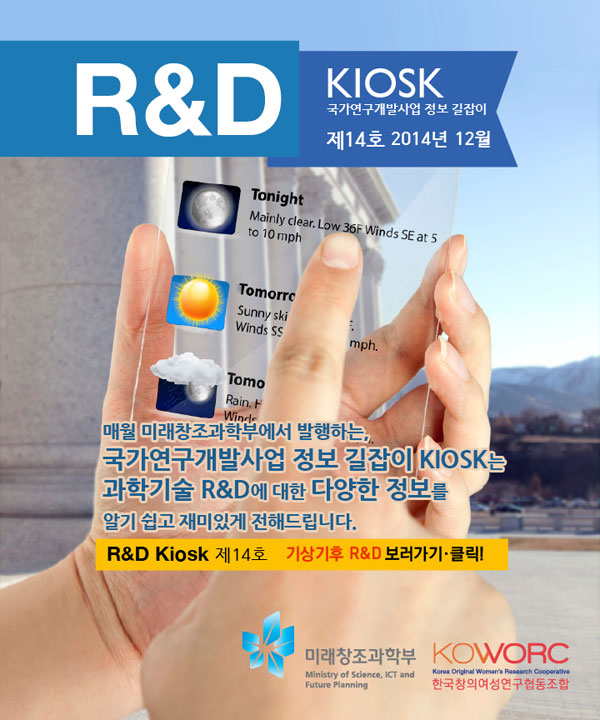 R&D
KIOSK
국가연구개발사업 정보 길잡이
제14호 2014년 12월
Tonight
Mainly clear. Low 36F Winds SE at 5
to 10 mph
Sunny
Winds
mph.
Rain.
Winds
매월 미래창조과학부에서 발행하는,
국가연구개발사업 정보 길잡이 KIOSK는
과학기술 R&D에 대한 다양한 정보를
알기 쉽고 재미있게 전해드립니다.
R&D Kiosk 제14호 기상기후 R&D 보러가기·클릭!
미래창조과학부
Ministry of Science, ICT and
Future Planning
KOWORC
Korea Original Women's Research Cooperative
한국창의여성연구협동조합